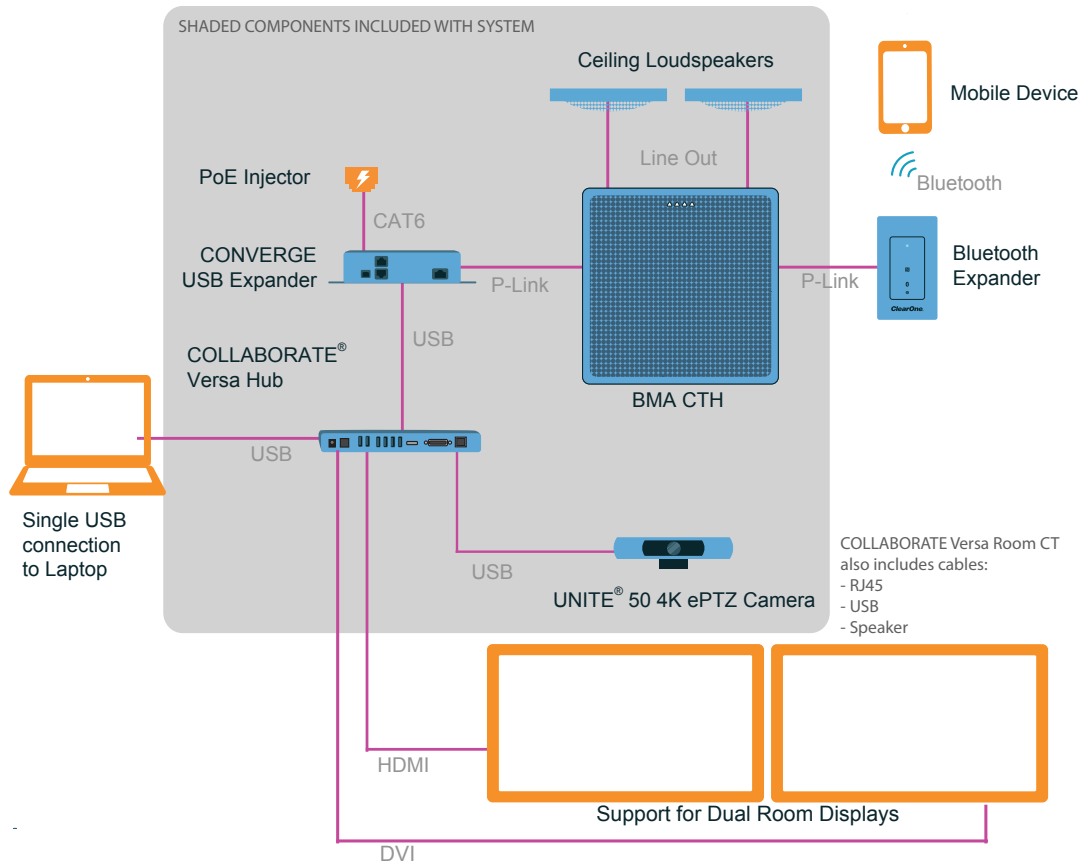 SHADED COMPONENTS INCLUDED WITH SYSTEM
Ceiling Loudspeakers
Mobile Device
Line Out
PoE Injector
Bluetooth
CAT6
CONVERGE
USB Expander
P-Link
P-Link
Bluetooth
Expander
ClearOne
USB
COLLABORATE®
Versa Hub
BMA CTH
USB
Single USB
connection
to Laptop
USB
UNITE® 50 4K ePTZ Camera
COLLABORATE Versa Room CT
also includes cables:
- RJ45
- USB
- Speaker
HDMI
Support for Dual Room Displays
-
DVI